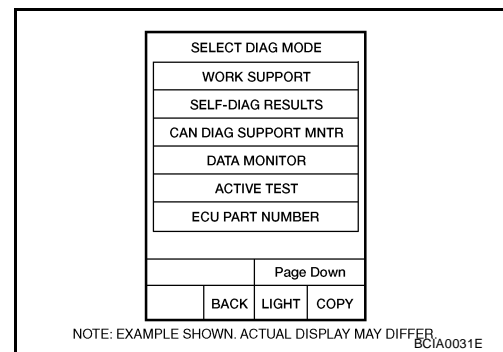 SELECT DIAG MODE
WORK SUPPORT
SELF-DIAG RESULTS
CAN DIAG SUPPORT MNTR
DATA MONITOR
ACTIVE TEST
ECU PART NUMBER
Page Down
BACK LIGHT COPY
NOTE: EXAMPLE SHOWN. ACTUAL DISPLAY MAY DIFFER.
BCIA0031E